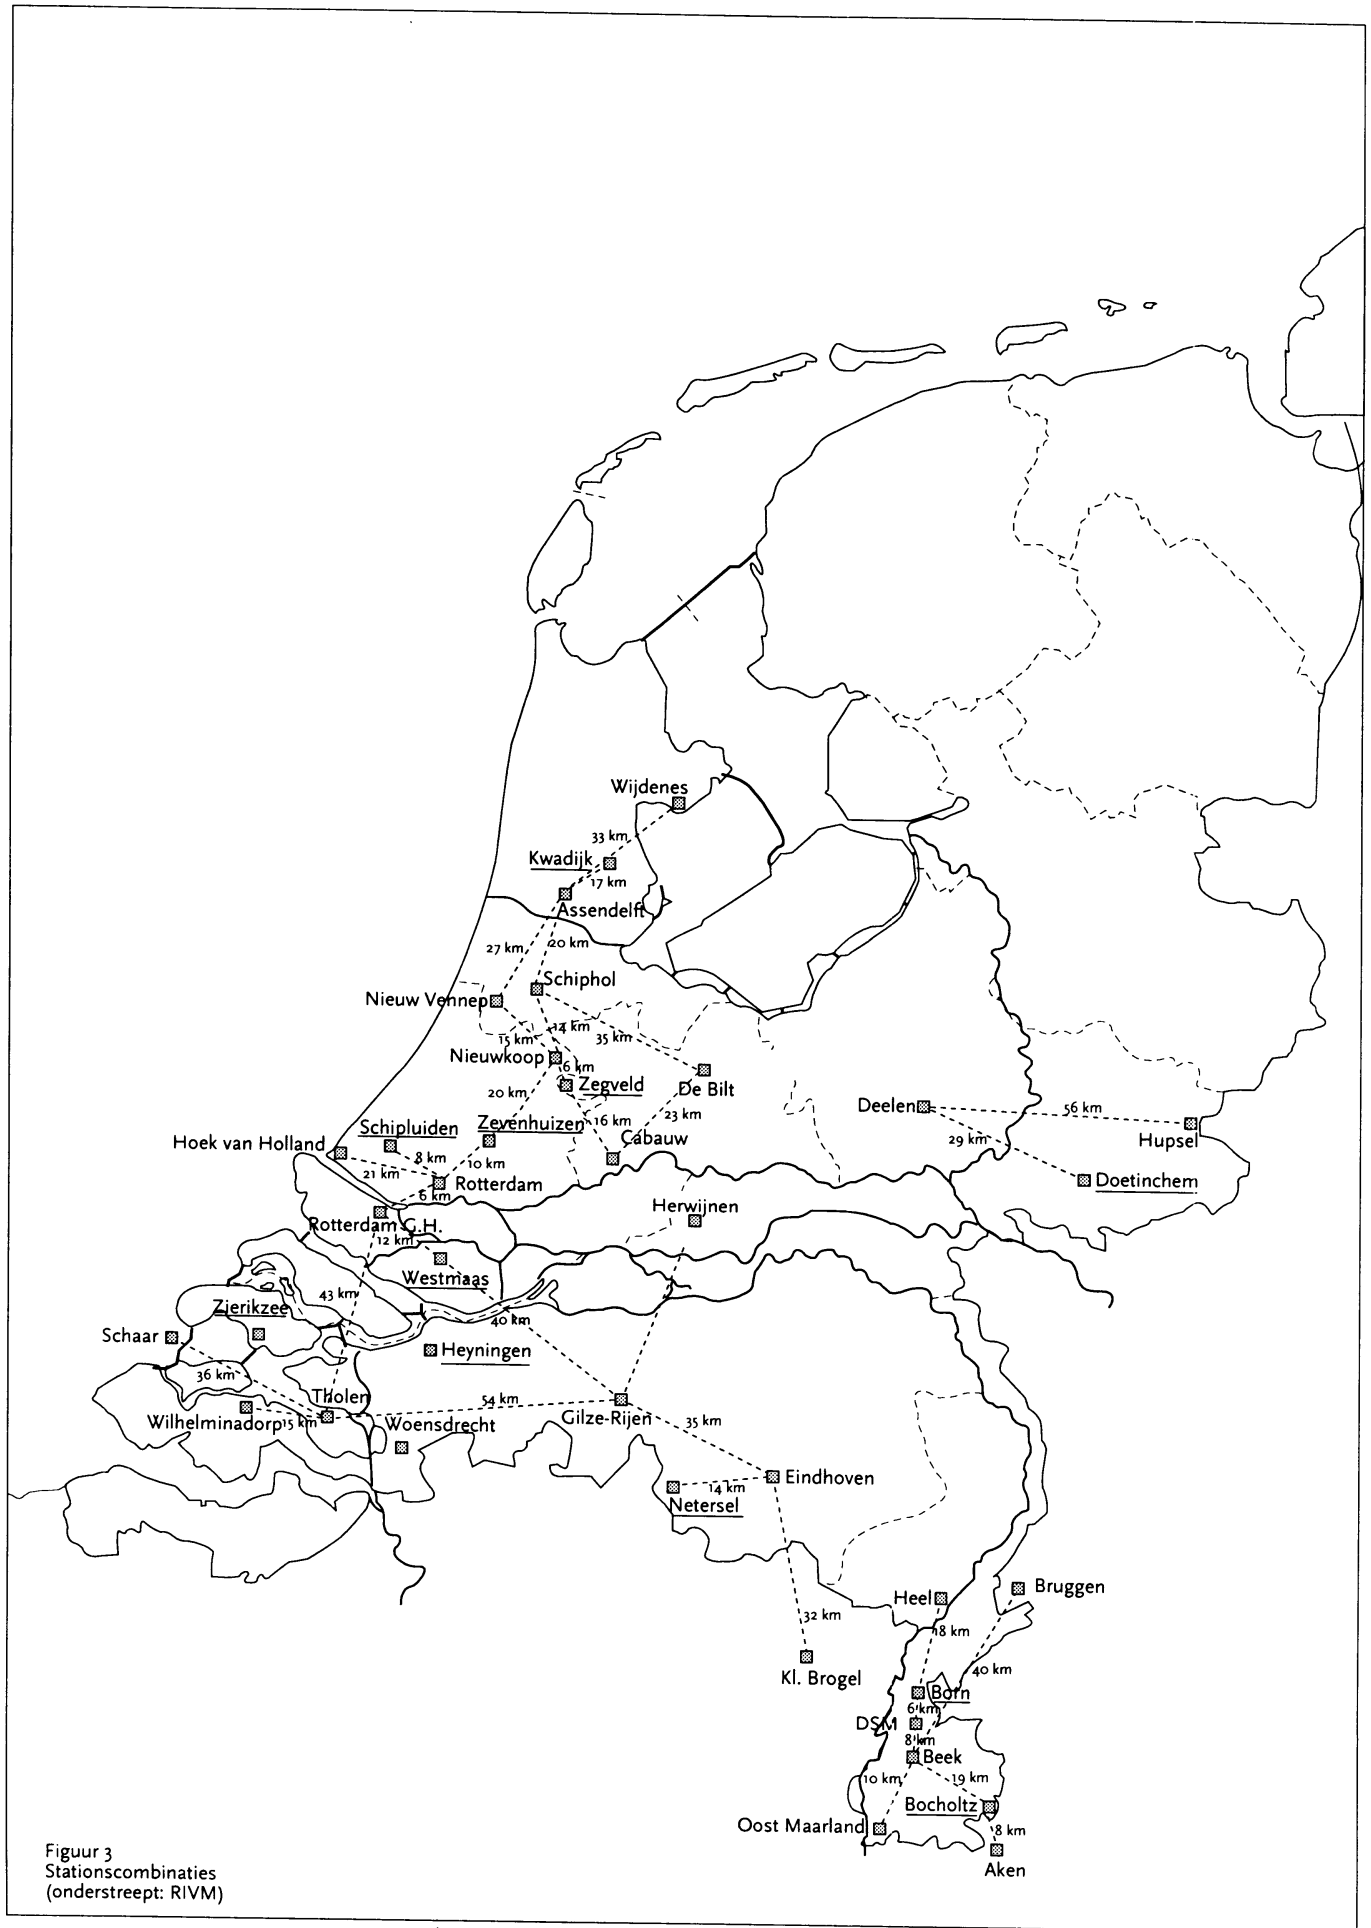 Wijdenes
33 km
Kwadijk
17 km
Assendelft
27 km
20 km
Schiphol
Nieuw Vennep
14 km
15 km
35 km
Nieuwkoop
6 km
Zegveld
De Bilt
20 km
Deelen
56 km
23 km
16 km
Schipluiden
Zevenhuizen
Hoek van Holland
Cabauw
29 km
Hupsel
8 km
10 km
21 km
Rotterdam
Doetinchem
6 km
Herwijnen
Rotterdam G.H.
12 km
Westmaas
43 km
Zierikzee
40 km
Schaar
Heyningen
36 km
Tholen
54 km
Wilhelminadorp
15 km
Woensdrecht
Gilze-Rijen
35 km
Eindhoven
14 km
Netersel
Bruggen
Heel
32 km
18 km
40 km
Kl. Brogel
Born
6 km
DSM
8 km
Beek
10 km
19 km
Bocholtz
Oost Maarland
8 km
Aken
Figuur 3
Stationscombinaties
(onderstreept: RIVM)